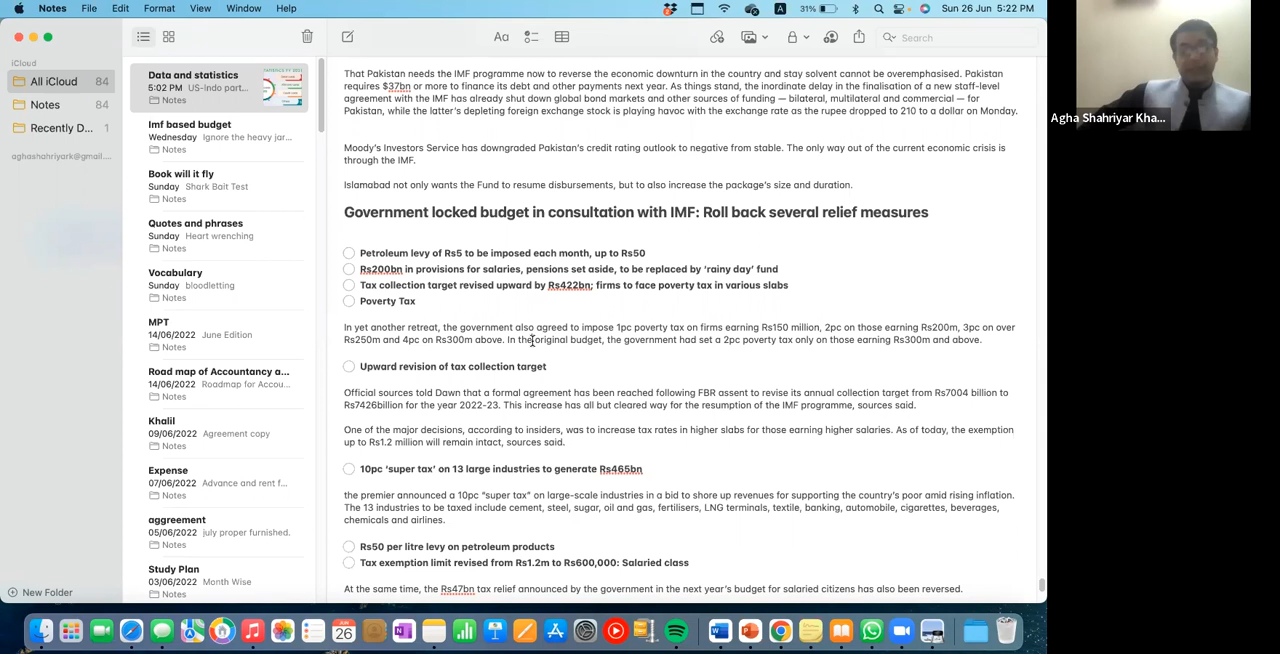 Notes File Edit Format View Window Help
31% Sun 26 Jun 5:22 PM
A
Search
iCloud
All iCloud 84
Notes 84
Recently D... 84
aghashahriyark@gmail....
New Folder
Data and statistics
5:02 PM US-Indo part...
Notes
Imf based budget
Wednesday Ignore the heavy jar...
Notes
Book will it fly
Sunday Shark Bait Test
Notes
Quotes and phrases
Sunday Heart wrenching
Notes
Vocabulary
Sunday bloodletting
Notes
MPT
14/06/2022 June Edition
Notes
Road map of Accountancy a...
14/06/2022 Roadmap for Accou...
Notes
Khalil
09/06/2022 Agreement copy
Notes
Expense
07/06/2022 Advance and rent f...
Notes
aggreement
05/06/2022 july proper furnished.
Notes
Study Plan
03/06/2022 Month Wise
Notes
That Pakistan needs the IMF programme now to reverse the economic downturn in the country and stay solvent cannot be overemphasised. Pakistan
requires $37bn or more to finance its debt and other payments next year. As things stand, the inordinate delay in the finalisation of a new staff-level
agreement with the IMF has already shut down global bond markets and other sources of funding — bilateral, multilateral and commercial — for
Pakistan, while the latter's depleting foreign exchange stock is playing havoc with the exchange rate as the rupee dropped to 210 to a dollar on Monday.
Moody's Investors Service has downgraded Pakistan's credit rating outlook to negative from stable. The only way out of the current economic crisis is
through the IMF.
Islamabad not only wants the Fund to resume disbursements, but to also increase the package's size and duration.
Government locked budget in consultation with IMF: Roll back several relief measures
Petroleum levy of Rs5 to be imposed each month, up to Rs50
Rs200bn in provisions for salaries, pensions set aside, to be replaced by 'rainy day' fund
Tax collection target revised upward by Rs422bn; firms to face poverty tax in various slabs
Poverty Tax
In yet another retreat, the government also agreed to impose 1pc poverty tax on firms earning Rs150 million, 2pc on those earning Rs200m, 3pc on over
Rs250m and 4pc on Rs300m above. In the original budget, the government had set a 2pc poverty tax only on those earning Rs300m and above.
Upward revision of tax collection target
Official sources told Dawn that a formal agreement has been reached following FBR assent to revise its annual collection target from Rs7004 billion to
Rs7426billion for the year 2022-23. This increase has all but cleared way for the resumption of the IMF programme, sources said.
One of the major decisions, according to insiders, was to increase tax rates in higher slabs for those earning higher salaries. As of today, the exemption
up to Rs1.2 million will remain intact, sources said.
10pc 'super tax' on 13 large industries to generate Rs465bn
the premier announced a 10pc "super tax" on large-scale industries in a bid to shore up revenues for supporting the country's poor amid rising inflation.
The 13 industries to be taxed include cement, steel, sugar, oil and gas, fertilisers, LNG terminals, textile, banking, automobile, cigarettes, beverages,
chemicals and airlines.
Rs50 per litre levy on petroleum products
Tax exemption limit revised from Rs1.2m to Rs600,000: Salaried class
At the same time, the Rs47bn tax relief announced by the government in the next year's budget for salaried citizens has also been reversed.
Agha Shahriyar Kha...
JUN
26